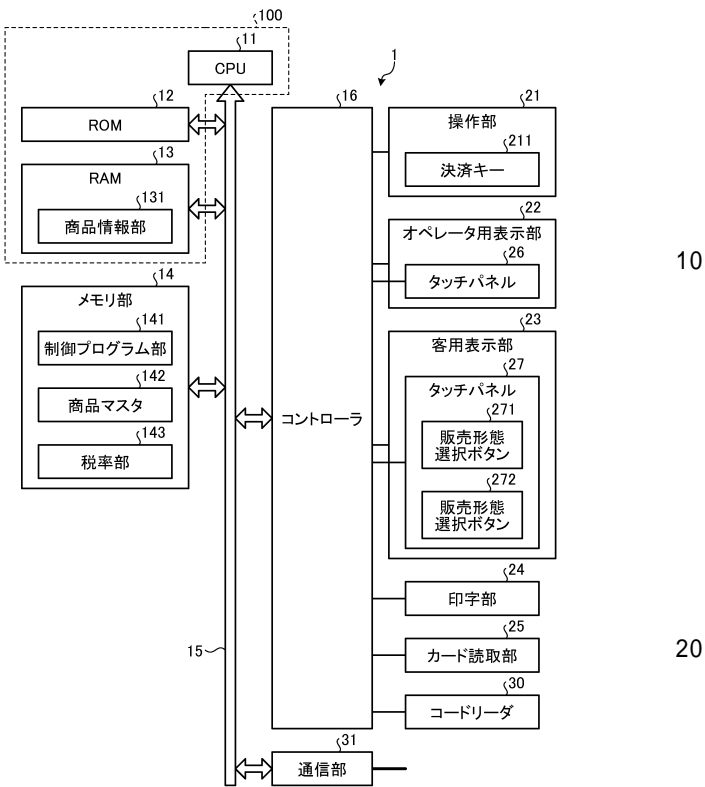 100
11
CPU
1
12
ROM
13
RAM
131
商品情報部
14
メモリ部
141
制御プログラム部
142
商品マスタ
143
税率部
15
16
コントローラ
21
操作部
211
決済キー
22
オペレータ用表示部
26
タッチパネル
23
客用表示部
27
タッチパネル
271
販売形態
選択ボタン
272
販売形態
選択ボタン
24
印字部
25
カード読取部
30
コードリーダ
31
通信部
10
20